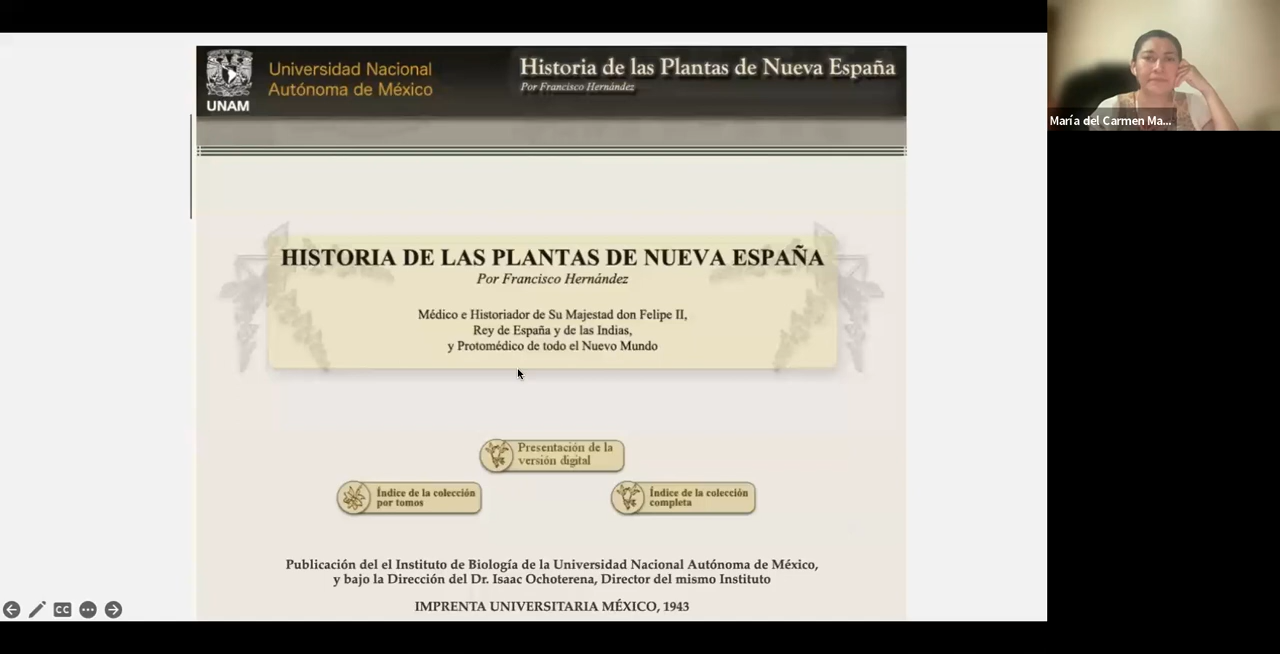 Universidad Nacional
Autónoma de México
UNAM
Historia de las Plantas de Nueva España
Por Francisco Hernández
María del Carmen Ma...
HISTORIA DE LAS PLANTAS DE NUEVA ESPAÑA
Por Francisco Hernández
Médico e Historiador de Su Majestad don Felipe II,
Rey de España y de las Indias,
y Protomédico de todo el Nuevo Mundo
Presentación de la
versión digital
Índice de la colección
por tomos
Índice de la colección
completa
Publicación del el Instituto de Biología de la Universidad Nacional Autónoma de México,
y bajo la Dirección del Dr. Isaac Ochoterena, Director del mismo Instituto
IMPRENTA UNIVERSITARIA MÉXICO, 1943
CC